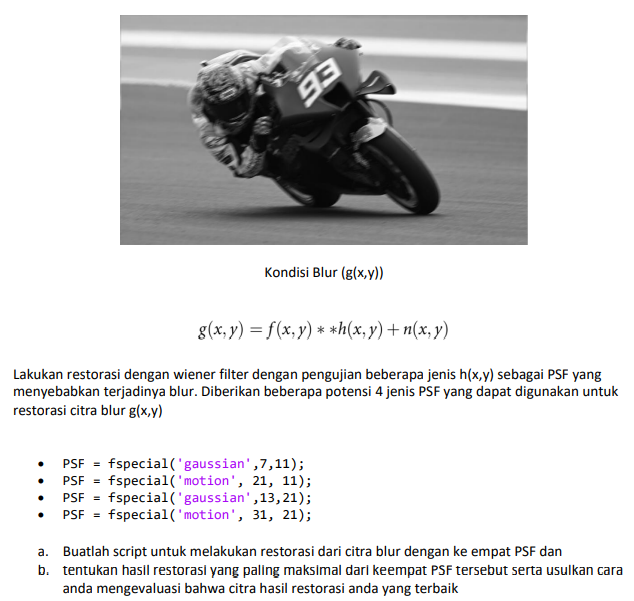 93
Kondisi Blur (g(x,y))
g(x, y) = f(x, y) * *h(x, y) + n(x, y)
Lakukan restorasi dengan wiener filter dengan pengujian beberapa jenis h(x,y) sebagai PSF yang
menyebabkan terjadinya blur. Diberikan beberapa potensi 4 jenis PSF yang dapat digunakan untuk
restorasi citra blur g(x,y)
• PSF = fspecial('gaussian',7,11);
• PSF = fspecial('motion', 21, 11);
• PSF = fspecial('gaussian',13,21);
• PSF = fspecial('motion', 31, 21);
a. Buatlah script untuk melakukan restorasi dari citra blur dengan ke empat PSF dan
b. tentukan hasil restorasi yang paling maksimal dari keempat PSF tersebut serta usulkan cara
anda mengevaluasi bahwa citra hasil restorasi anda yang terbaik